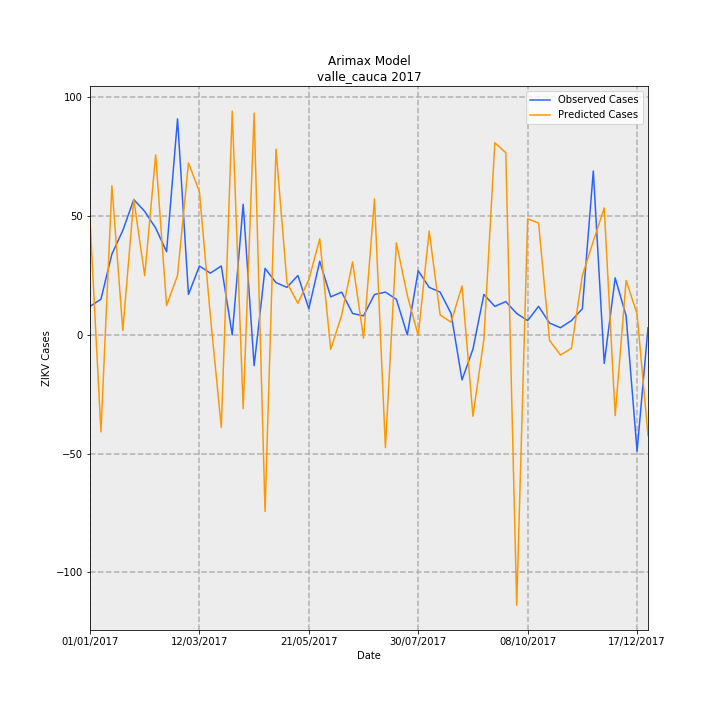 Arimax Model
valle_cauca 2017
Observed Cases
Predicted Cases
100
50
0
−50
−100
ZIKV Cases
01/01/2017
12/03/2017
21/05/2017
30/07/2017
08/10/2017
17/12/2017
Date